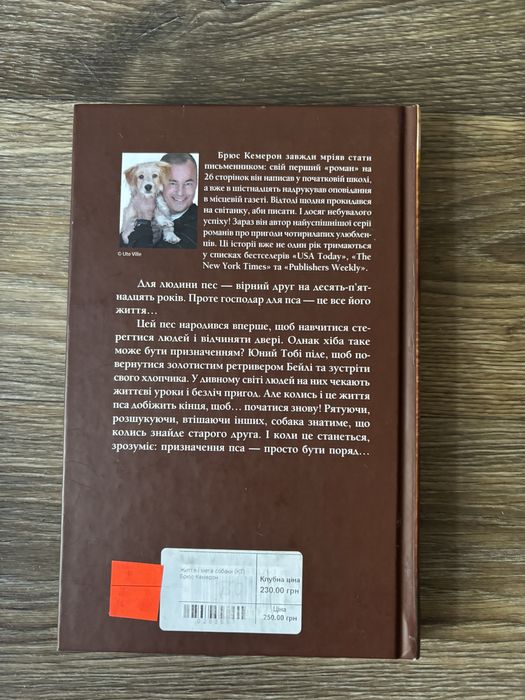 Брюс Кемерон завжди мріяв стати
письменником: свій перший «роман» на
26 сторінок він написав у початковій школі,
а вже в шістнадцять надрукував оповідання
в місцевій газеті. Відтоді щодня прокидався
на світанку, аби писати. І досяг небувалого
успіху! Зараз він автор найуспішнішої серії
романів про пригоди чотирилапих улюблен-
ців. Ці історії вже не один рік тримаються
у списках бестселерів «USA Today», «The
New York Times» та «Publishers Weekly».
© Ute Ville
Для людини пес — вірний друг на десять-п'ят-
надцять років. Проте господар для пса — це все його
життя…
Цей пес народився вперше, щоб навчитися сте-
регтися людей і відчиняти двері. Однак хіба таке
може бути призначенням? Юний Тобі піде, щоб по-
вернутися золотистим ретривером Бейлі та зустріти
свого хлопчика. У дивному світі людей на них чекають
життєві уроки і безліч пригод. Але колись і це життя
пса добіжить кінця, щоб… початися знову! Рятуючи,
розшукуючи, втішаючи інших, собака знатиме, що
колись знайде старого друга. І коли це станеться,
зрозуміє: призначення пса — просто бути поряд…
Життя і мета собаки (КТ)
Брюс Кемерон
Клубна ціна
230.00 грн
Ціна
250.00 грн